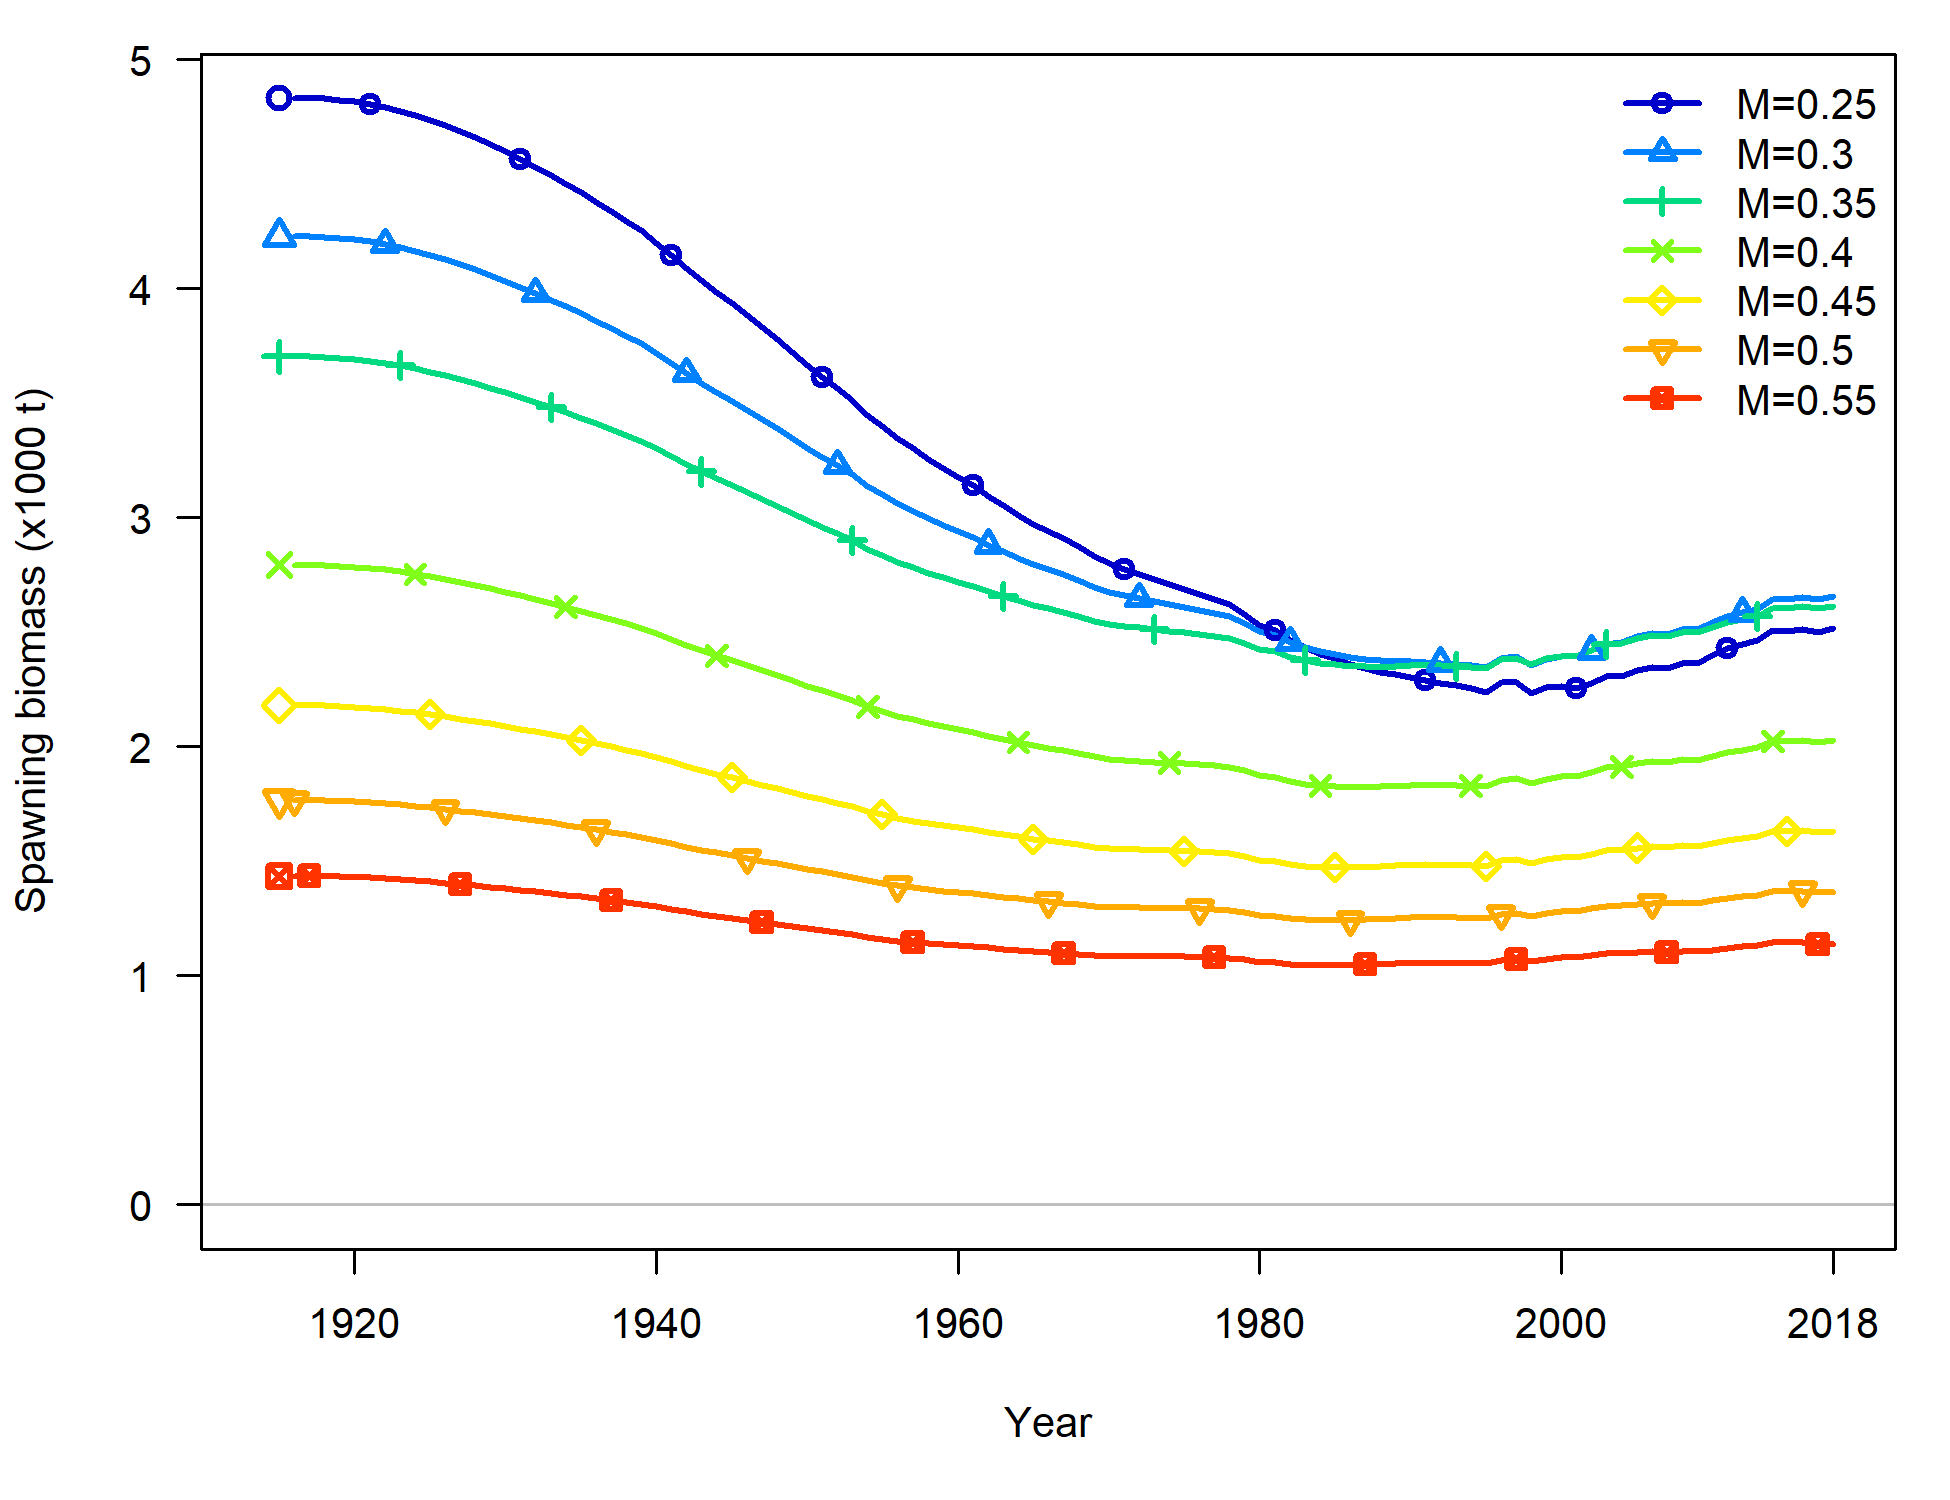 Spawning biomass (x1000 t)
5
4
3
2
1
0
M=0.25
M=0.3
M=0.35
M=0.4
M=0.45
M=0.5
M=0.55
1920 1940 1960 1980 2000 2018
Year